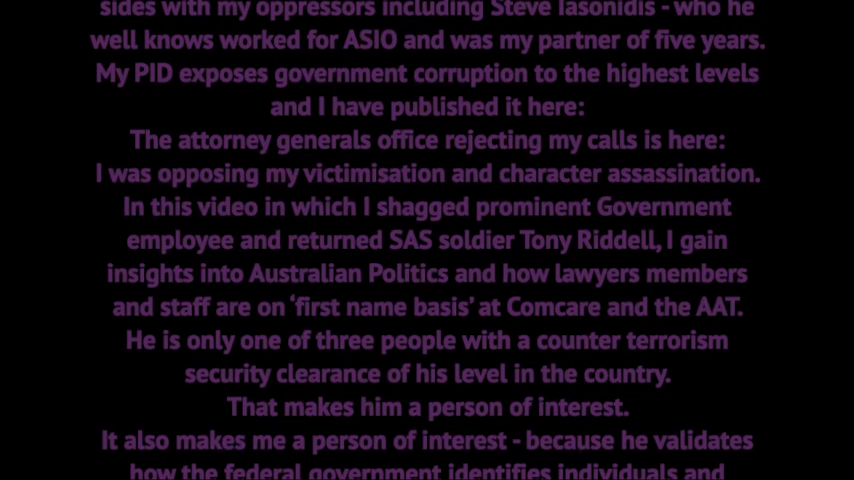 sides with my oppressors including Steve Iasonidis - who he
well knows worked for ASIO and was my partner of five years.
My PID exposes government corruption to the highest levels
and I have published it here:
The attorney generals office rejecting my calls is here:
I was opposing my victimisation and character assassination.
In this video in which I shagged prominent Government
employee and returned SAS soldier Tony Riddell, I gain
insights into Australian Politics and how lawyers members
and staff are on ‘first name basis’ at Comcare and the AAT.
He is only one of three people with a counter terrorism
security clearance of his level in the country.
That makes him a person of interest.
It also makes me a person of interest - because he validates
how the federal government identifies individuals and